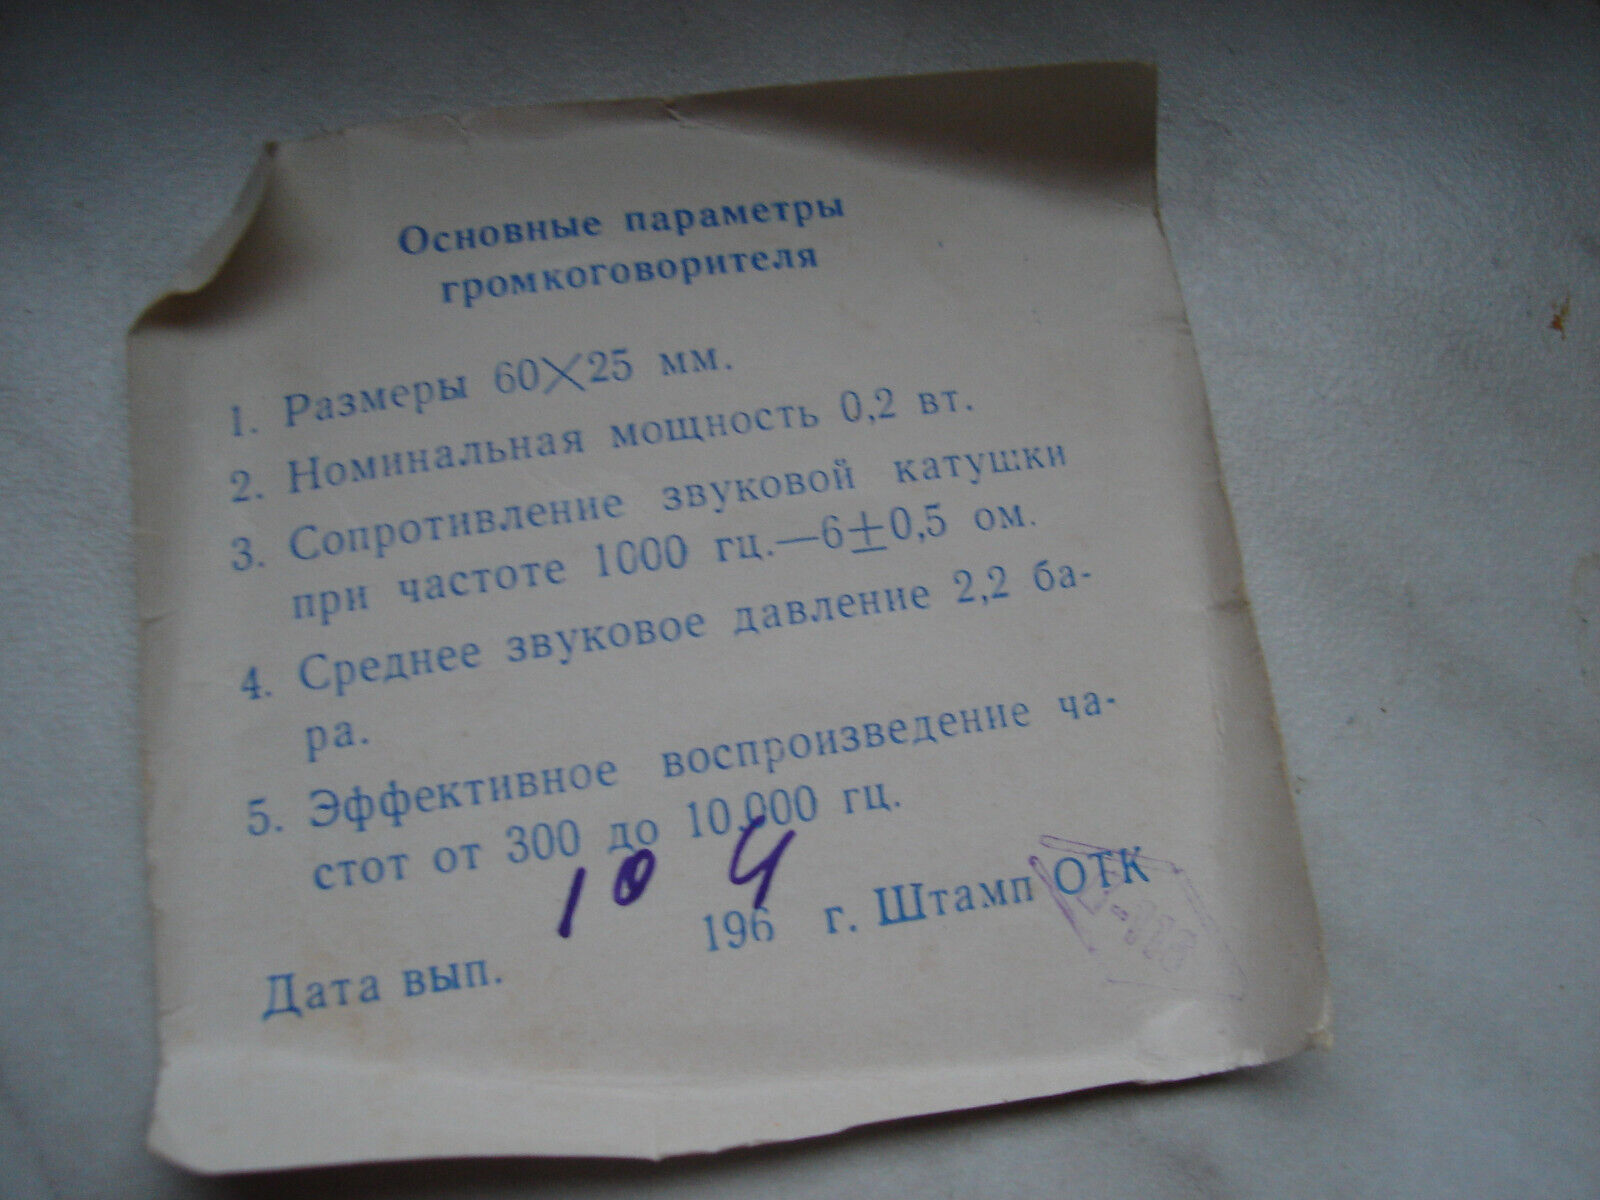 Основные параметры
громкоговорителя
1. Размеры 60×25 мм.
2. Номинальная мощность 0,2 вт.
3. Сопротивление звуковой катушки
при частоте 1000 гц.—6±0,5 ом.
4. Среднее звуковое давление 2,2 ба-
ра.
5. Эффективное воспроизведение ча-
стот от 300 до 10.000 гц.
10 9
Дата вып. 196 г. Штамп ОТК